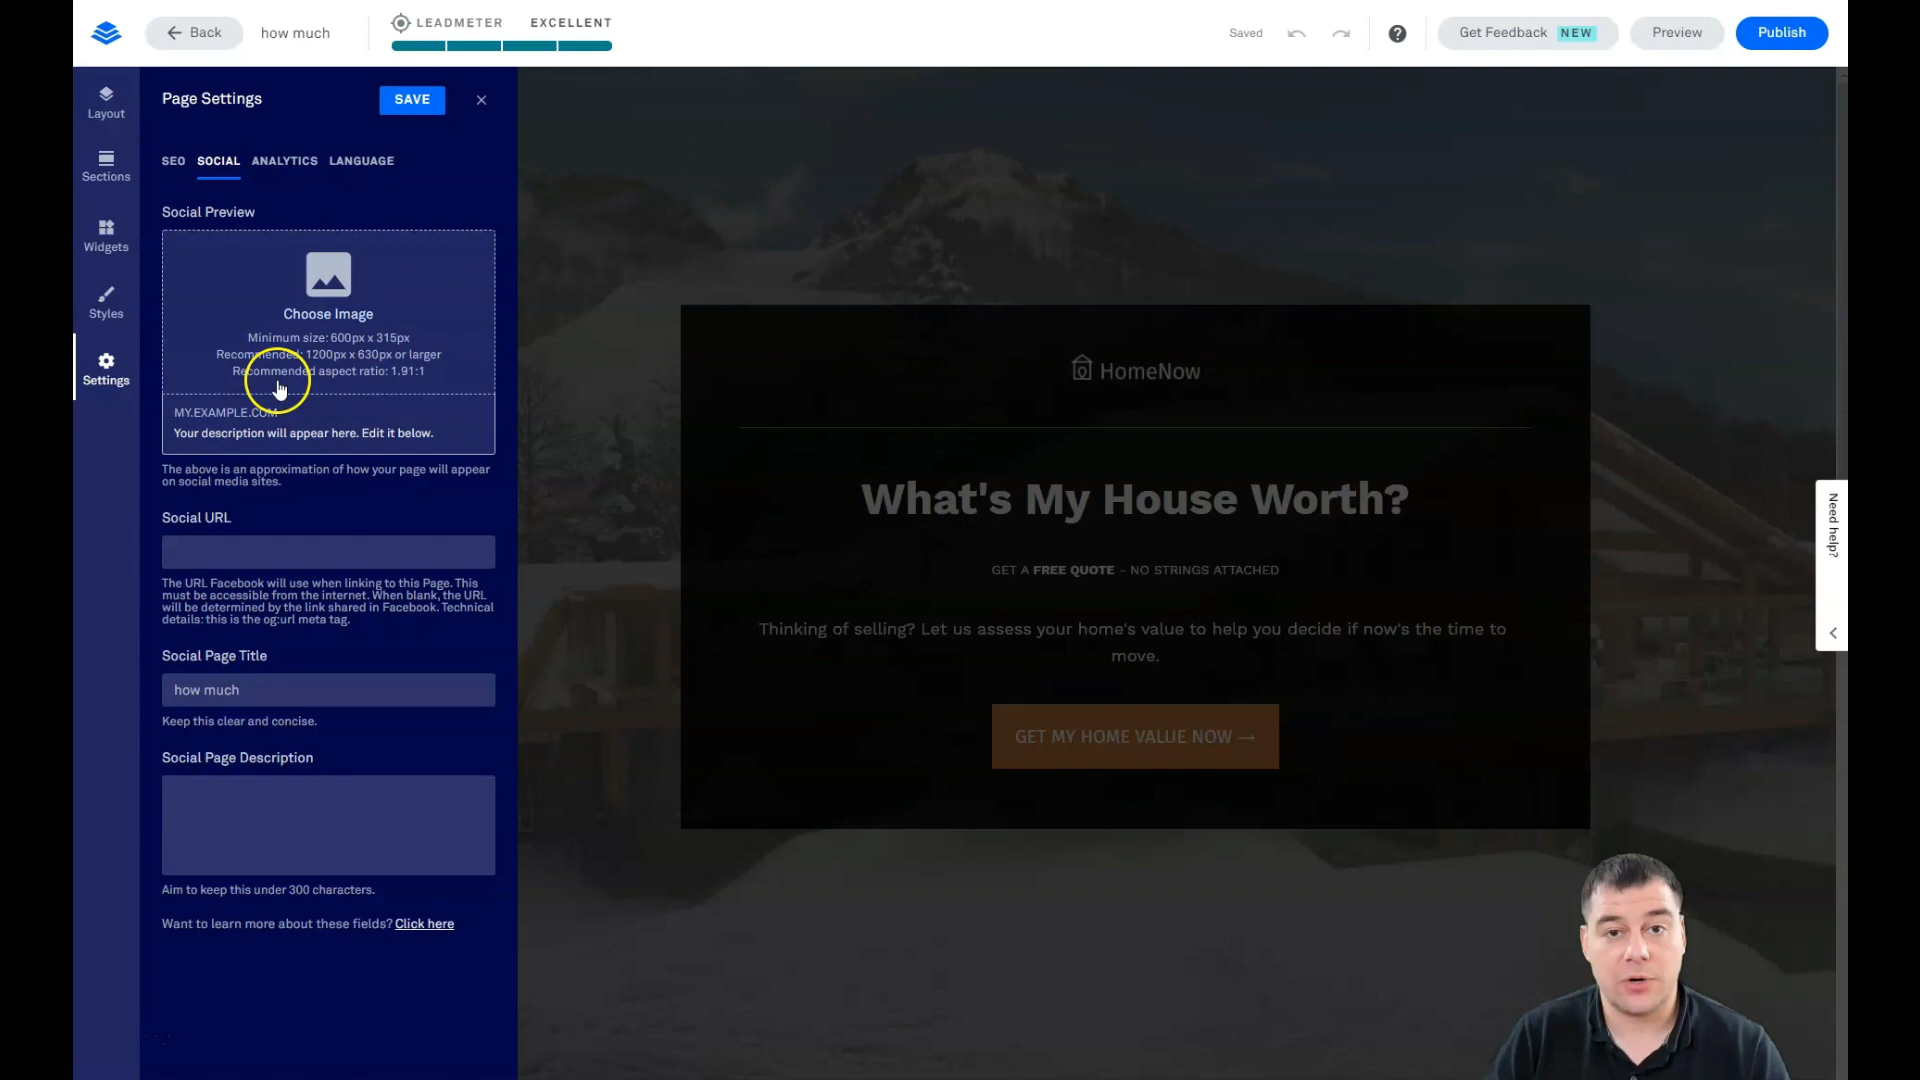 Back
how much
LEADMETER EXCELLENT
Saved
Get Feedback NEW
Preview
Publish
Layout
Sections
Widgets
Styles
Settings
Page Settings
SAVE
SEO SOCIAL ANALYTICS LANGUAGE
Social Preview
Choose Image
Minimum size: 600px x 315px
Recommended: 1200px x 630px or larger
Recommended aspect ratio: 1.91:1
MY.EXAMPLE.COM
Your description will appear here. Edit it below.
The above is an approximation of how your page will appear
on social media sites.
Social URL
The URL Facebook will use when linking to this Page. This
must be accessible from the internet. When blank, the URL
will be determined by the link shared in Facebook. Technical
details: this is the og:url meta tag.
Social Page Title
how much
Keep this clear and concise.
Social Page Description
Aim to keep this under 300 characters.
Want to learn more about these fields? Click here
HomeNow
What's My House Worth?
GET A FREE QUOTE - NO STRINGS ATTACHED
Thinking of selling? Let us assess your home's value to help you decide if now's the time to
move.
GET MY HOME VALUE NOW →
Need help?